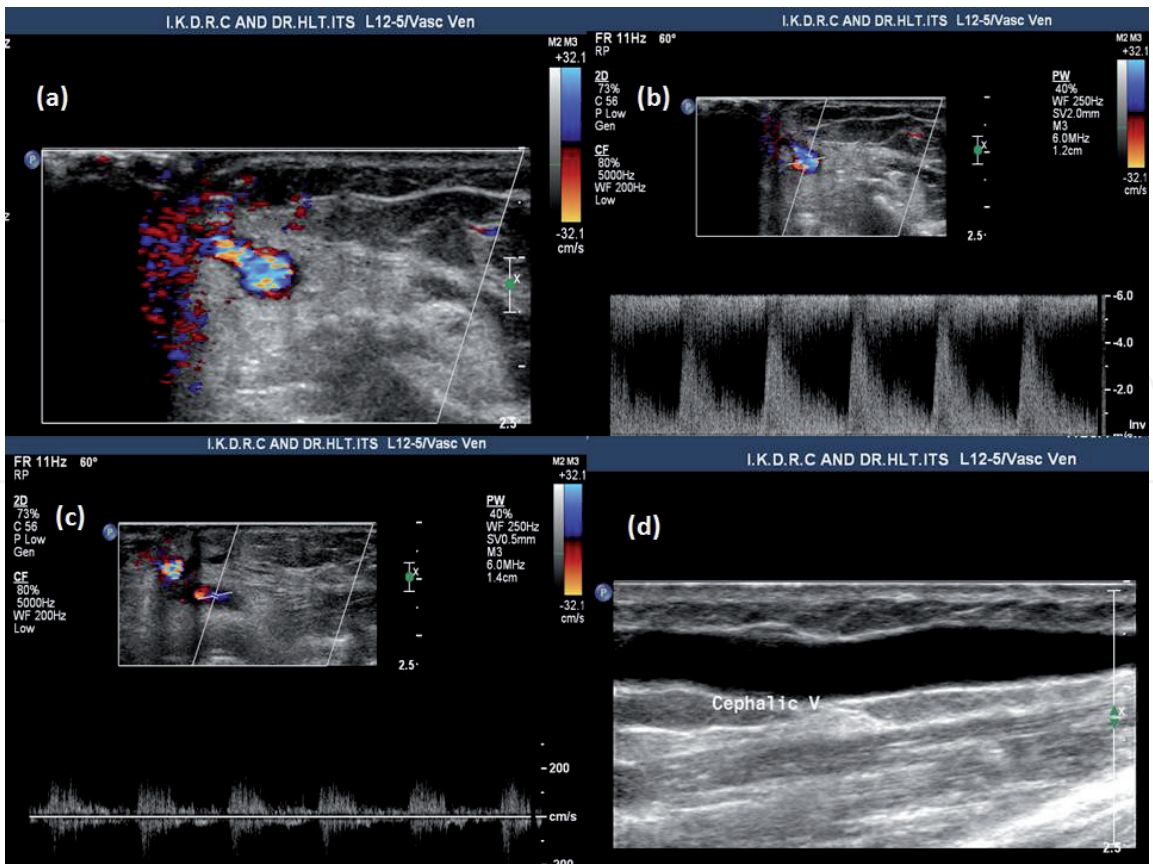 I.K.D.R.C AND DR.HLT.ITS L12-5/Vasc Ven
(a)
2D
73%
C 56
P Low
Gen
CF
80%
5000Hz
WF 200Hz
Low
M2 M3
+32.1
-32.1
cm/s
P
x
2.5
I.K.D.R.C AND DR.HLT.ITS L12-5/Vasc Ven
FR 11Hz 60°
RP
(b)
M2 M3
+32.1
-32.1
cm/s
PW
40%
WF 250Hz
SV2.0mm
M3
6.0MHz
1.2cm
P
x
2.5
-6.0
-4.0
-2.0
Inv
I.K.D.R.C AND DR.HLT.ITS L12-5/Vasc Ven
FR 11Hz 60°
RP
(c)
2D
73%
C 56
P Low
Gen
CF
80%
5000Hz
WF 200Hz
Low
M2 M3
+32.1
-32.1
cm/s
PW
40%
WF 250Hz
SV0.5mm
M3
6.0MHz
1.4cm
P
x
2.5
200
cm/s
I.K.D.R.C AND DR.HLT.ITS L12-5/Vasc Ven
(d)
P
Cephalic V
x
2.5